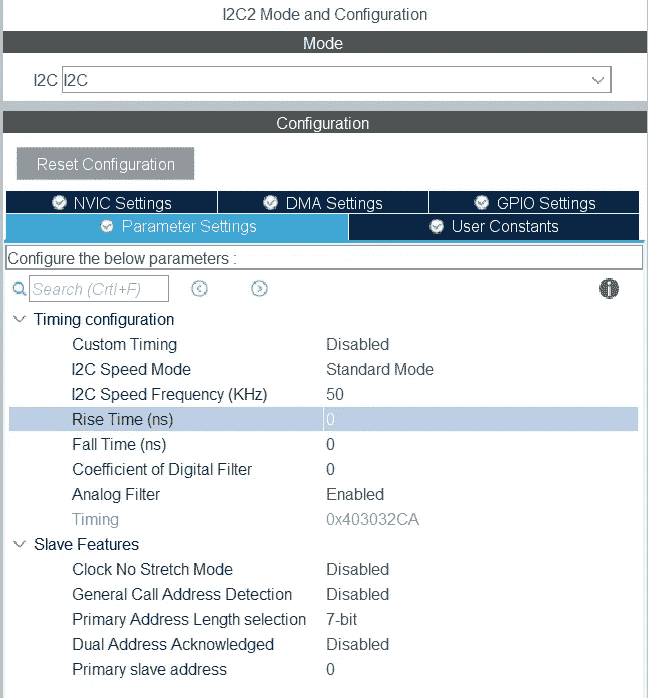 I2C2 Mode and Configuration
Mode
I2C I2C
Configuration
Reset Configuration
NVIC Settings DMA Settings GPIO Settings
Parameter Settings User Constants
Configure the below parameters :
Search (Crtl+F)
Timing configuration
Custom Timing Disabled
I2C Speed Mode Standard Mode
I2C Speed Frequency (KHz) 50
Rise Time (ns) 0
Fall Time (ns) 0
Coefficient of Digital Filter 0
Analog Filter Enabled
Timing 0x403032CA
Slave Features
Clock No Stretch Mode Disabled
General Call Address Detection Disabled
Primary Address Length selection 7-bit
Dual Address Acknowledged Disabled
Primary slave address 0